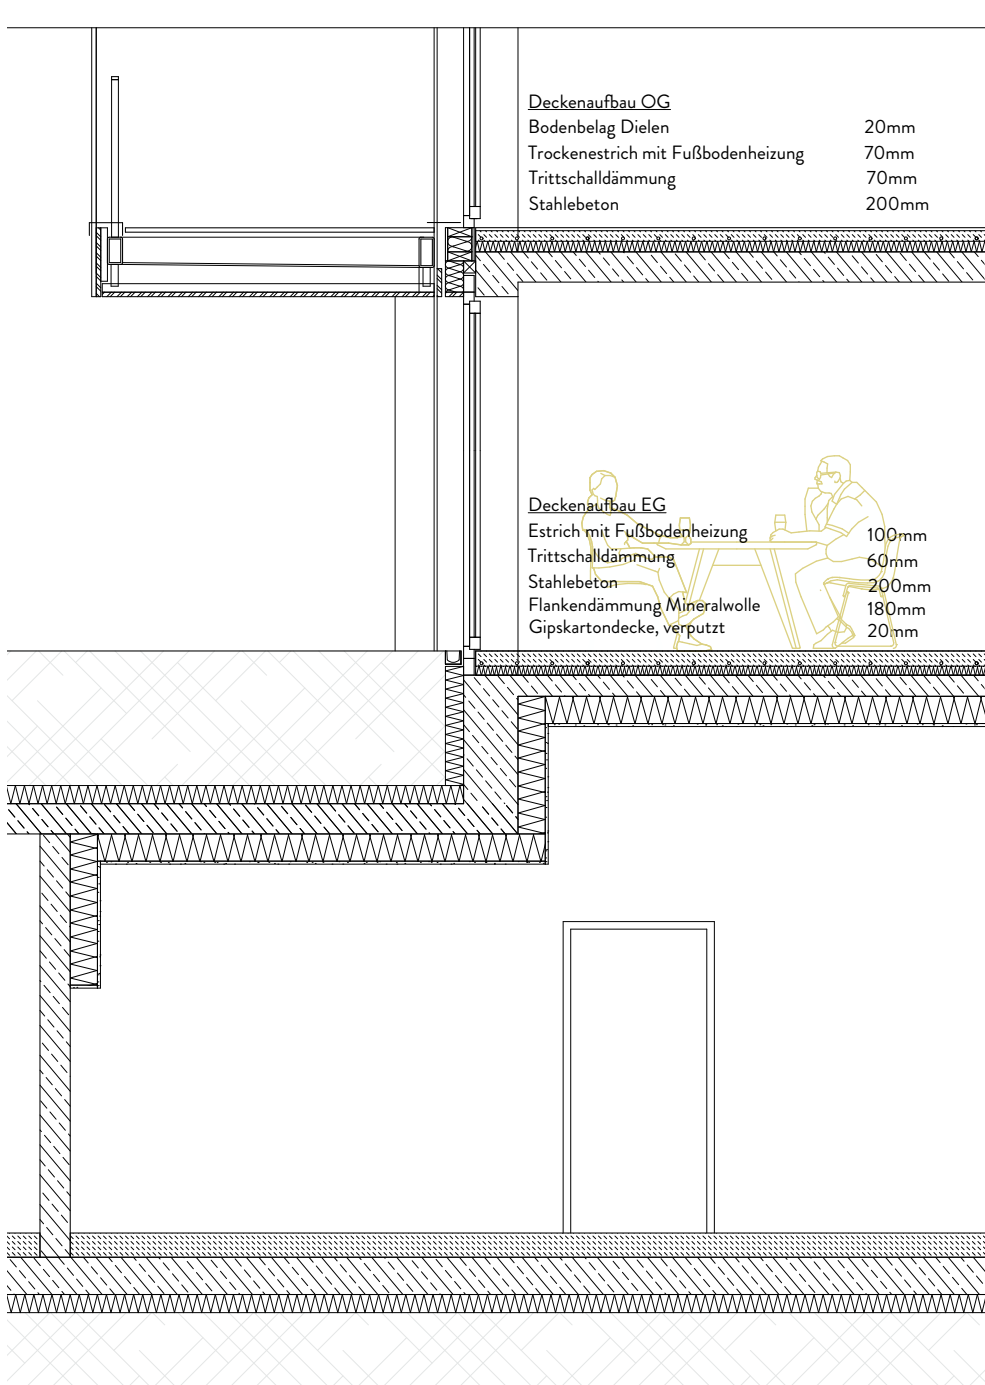 Deckenaufbau OG
Bodenbelag Dielen 20mm
Trockenestrich mit Fußbodenheizung 70mm
Trittschalldämmung 70mm
Stahlebeton 200mm
Deckenaufbau EG
Estrich mit Fußbodenheizung 100mm
Trittschalldämmung 60mm
Stahlebeton 200mm
Flankendämmung Mineralwolle 180mm
Gipskartondecke, verputzt 20mm